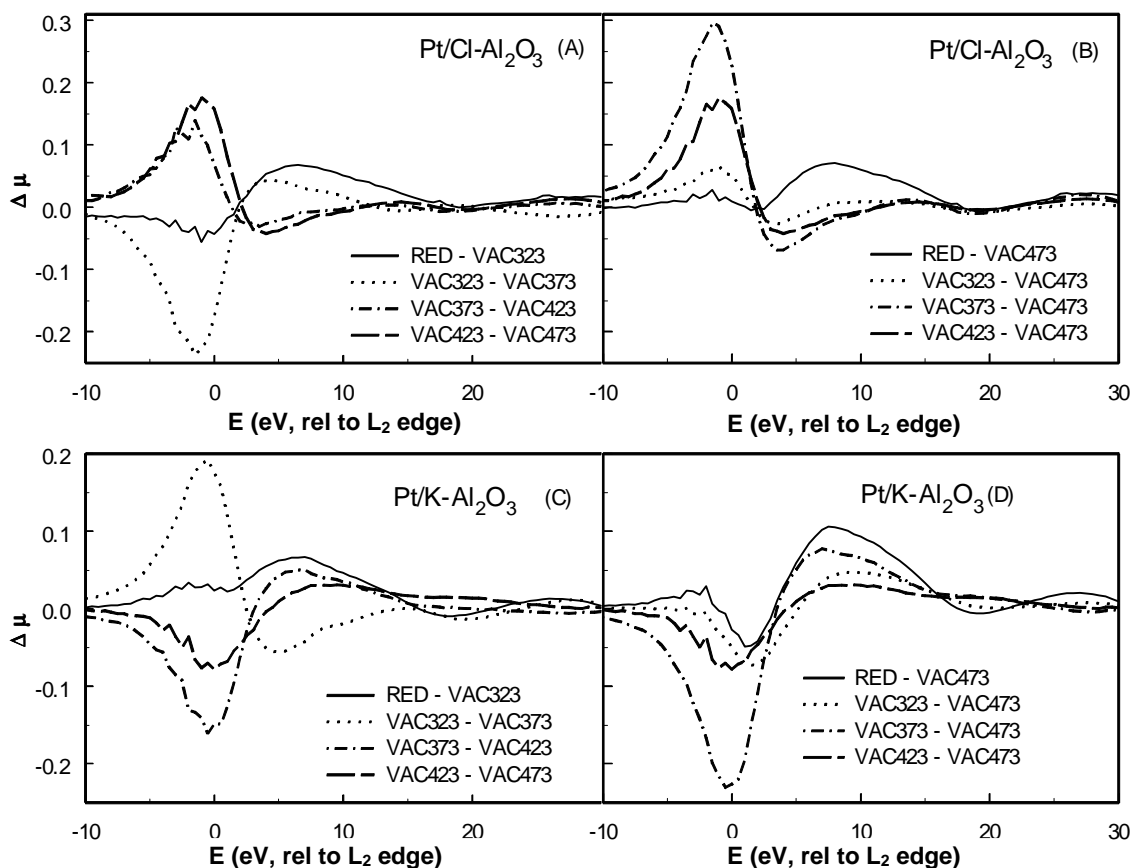 Pt/Cl-Al2O3 (A)
0.3
0.2
0.1
0.0
-0.1
-0.2
Δ μ
RED - VAC323
VAC323 - VAC373
VAC373 - VAC423
VAC423 - VAC473
-10 0 10 20
E (eV, rel to L2 edge)
Pt/Cl-Al2O3 (B)
RED - VAC473
VAC323 - VAC473
VAC373 - VAC473
VAC423 - VAC473
-10 0 10 20 30
E (eV, rel to L2 edge)
Pt/K-Al2O3 (C)
0.2
0.1
0.0
-0.1
-0.2
Δ μ
RED - VAC323
VAC323 - VAC373
VAC373 - VAC423
VAC423 - VAC473
-10 0 10 20
E (eV, rel to L2 edge)
Pt/K-Al2O3 (D)
RED - VAC473
VAC323 - VAC473
VAC373 - VAC473
VAC423 - VAC473
-10 0 10 20 30
E (eV, rel to L2 edge)